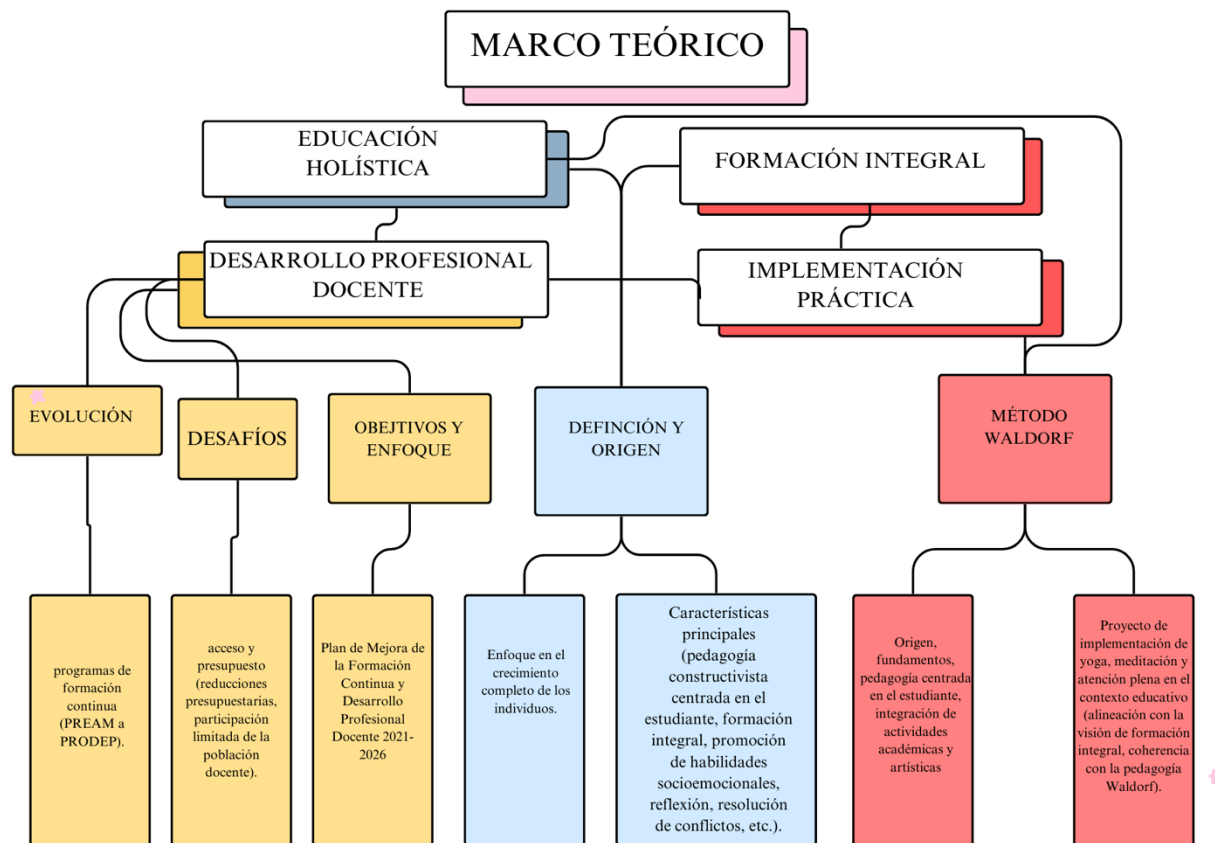 MARCO TEÓRICO
EDUCACIÓN
HOLÍSTICA
FORMACIÓN INTEGRAL
DESARROLLO PROFESIONAL
DOCENTE
IMPLEMENTACIÓN
PRÁCTICA
EVOLUCIÓN
DESAFÍOS
OBEJTIVOS Y
ENFOQUE
DEFINCIÓN Y
ORIGEN
MÉTODO
WALDORF
programas de
formación
continua
(PREAM a
PRODEP).
acceso y
presupuesto
(reducciones
presupuestarias,
participación
limitada de la
población
docente).
Plan de Mejora de
la Formación
Continua y
Desarrollo
Profesional
Docente 2021-
2026
Enfoque en el
crecimiento
completo de los
individuos.
Características
principales
(pedagogía
constructivista
centrada en el
estudiante, formación
integral, promoción
de habilidades
socioemocionales,
reflexión, resolución
de conflictos, etc.).
Origen,
fundamentos,
pedagogía centrada
en el estudiante,
integración de
actividades
académicas y
artísticas
Proyecto de
implementación de
yoga, meditación y
atención plena en el
contexto educativo
(alineación con la
visión de formación
integral, coherencia
con la pedagogía
Waldorf).